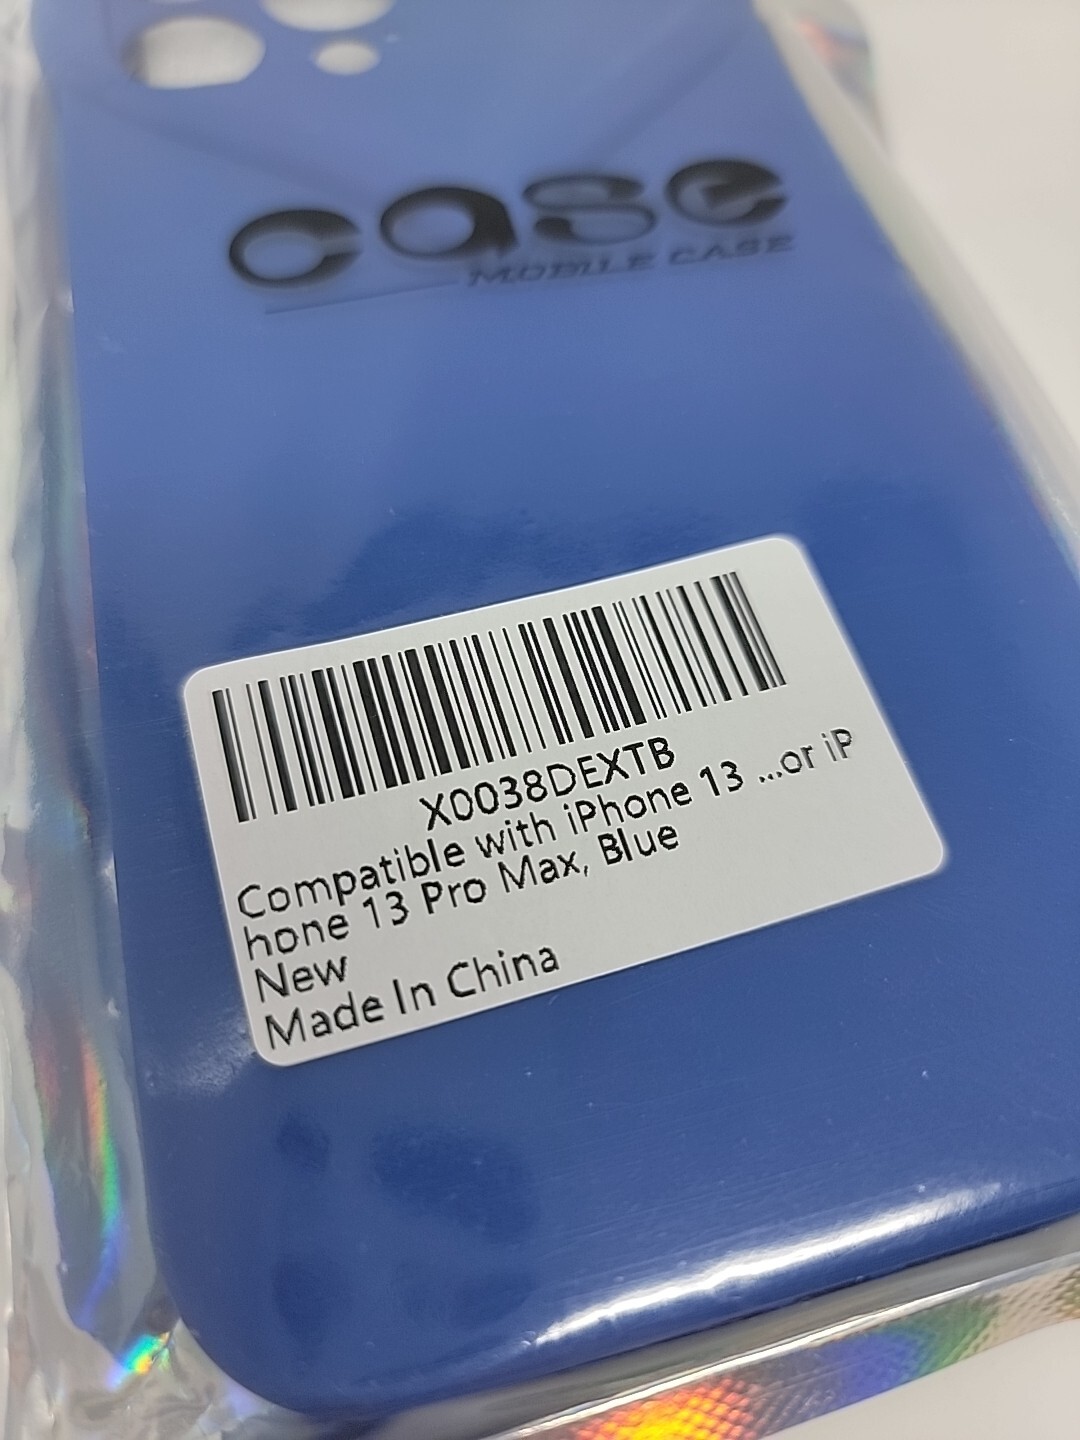 case
MOBILE CASE
X0038DEXTB
Compatible with iPhone 13 ...or iP
hone 13 Pro Max, Blue
New
Made In China